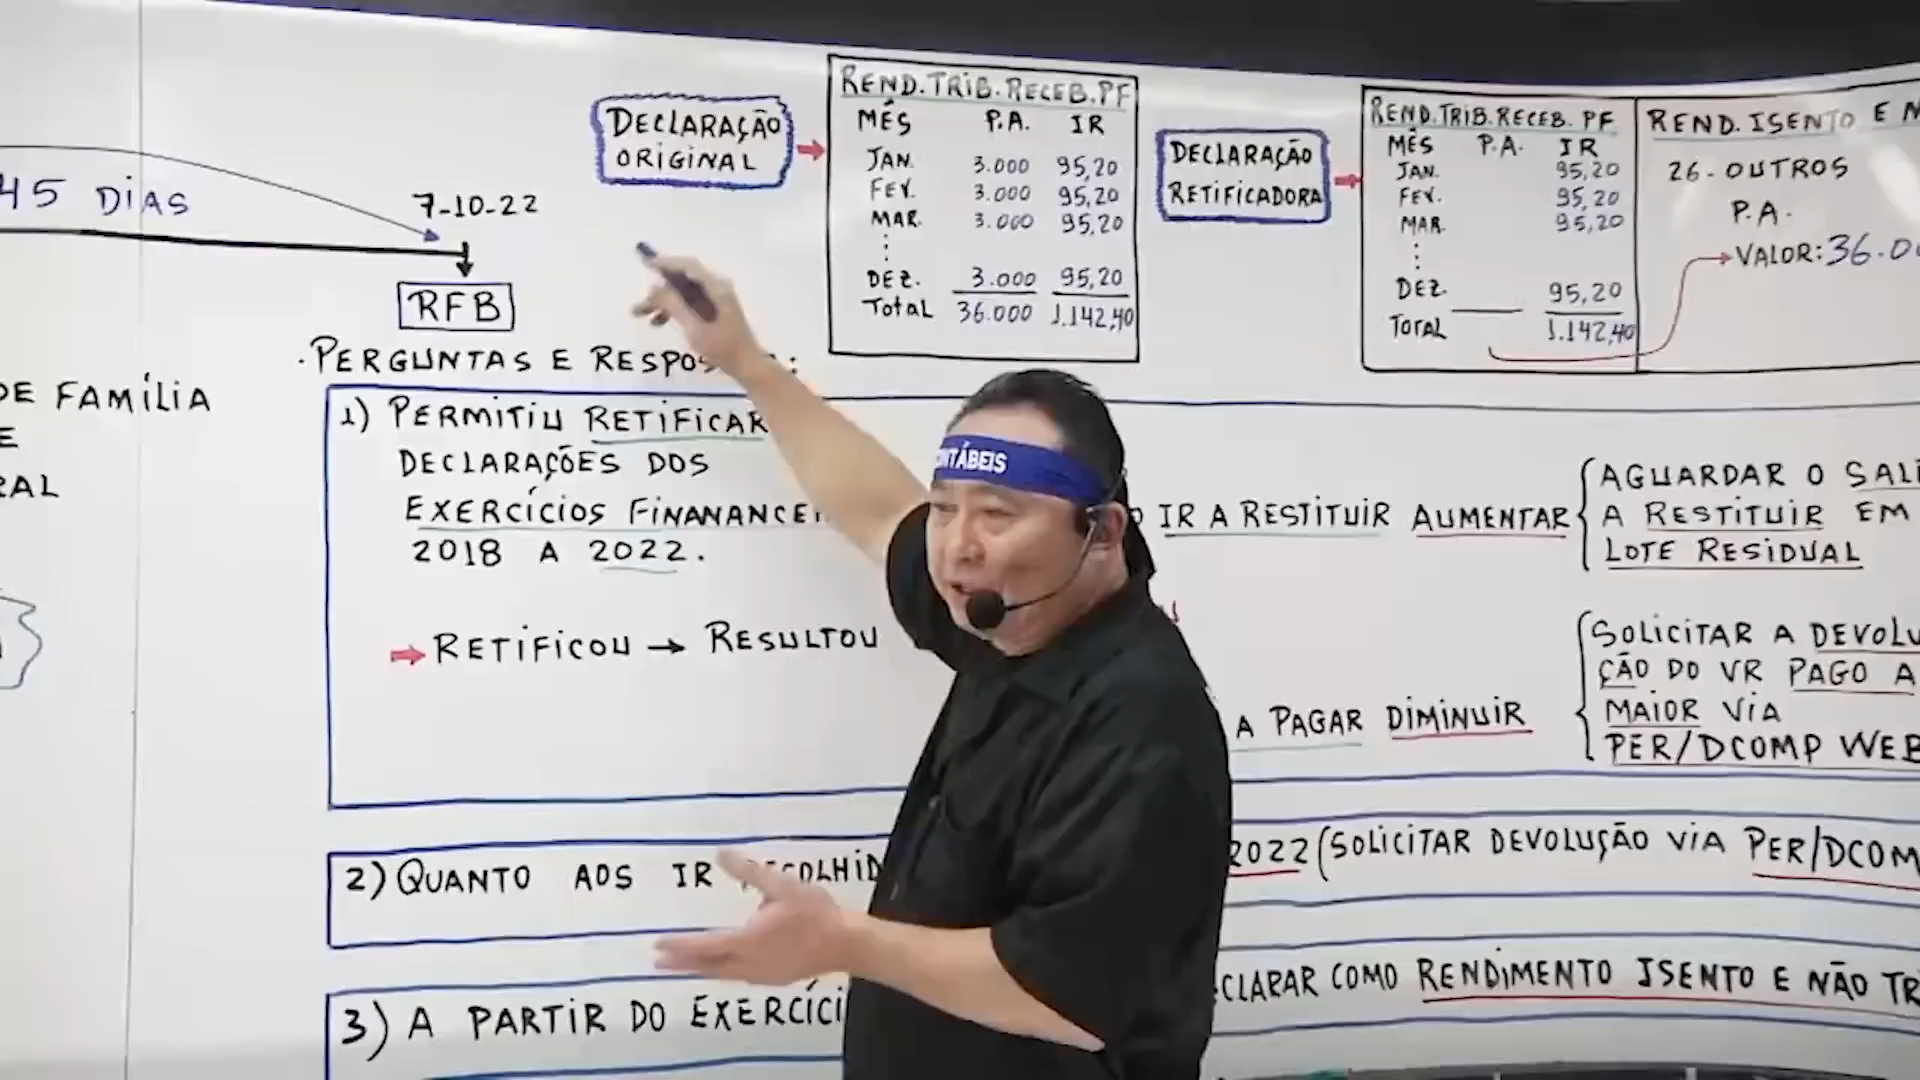 45 DIAS
7-10-22
RFB
DE FAMÍLIA
E
RAL
DECLARAÇÃO
ORIGINAL
REND.TRIB.RECEB.PF
MÊS P.A. IR
JAN. 3.000 95,20
FEV. 3.000 95,20
MAR. 3.000 95,20
DEZ. 3.000 95,20
TOTAL 36.000 1.142,40
DECLARAÇÃO
RETIFICADORA
REND.TRIB.RECEB.PF
MÊS P.A. IR
JAN. 95,20
FEV. 95,20
MAR. 95,20
DEZ. 95,20
TOTAL 1.142,40
REND.ISENTO E
26-OUTROS
P.A.
VALOR:36.0
. PERGUNTAS E RESPOS :
1) PERMITIU RETIFICAR
DECLARAÇÕES DOS
EXERCÍCIOS FINANANCEI
2018 A 2022.
RETIFICOU → RESULTOU
IR A RESTITUIR AUMENTAR
AGUARDAR O SAL
A RESTITUIR EM
LOTE RESIDUAL
A PAGAR DIMINUIR
SOLICITAR A DEVOLU
ÇÃO DO VR PAGO A
MAIOR VIA
PER/DCOMP WEB
2) QUANTO AOS IR RECOLHID 2022 (SOLICITAR DEVOLUÇÃO VIA PER/DCOM
3) A PARTIR DO EXERCÍCI CLARAR COMO RENDIMENTO ISENTO E NÃO TR
NTÁBEIS